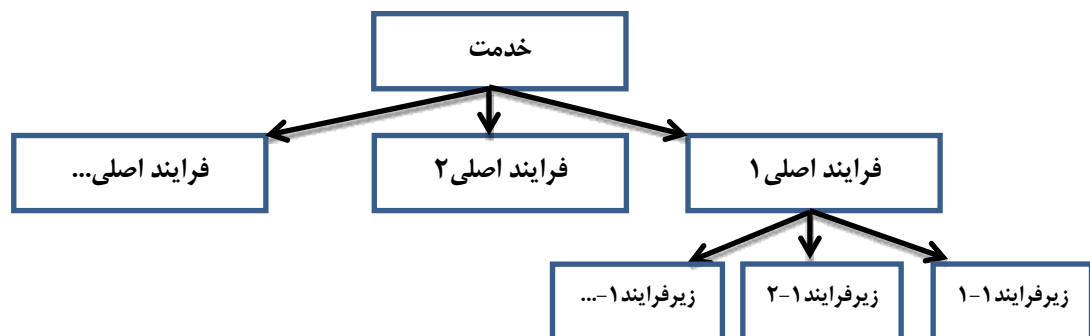 خدمت
فرایند اصلی۱
فرایند اصلی۲
فرایند اصلی...
زیرفرایند۱-۱
زیرفرایند۱-۲
زیرفرایند۱-...